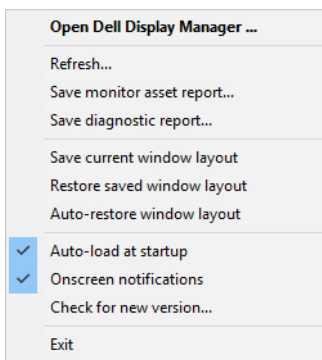 Open Dell Display Manager ...
Refresh...
Save monitor asset report...
Save diagnostic report...
Save current window layout
Restore saved window layout
Auto-restore window layout
Auto-load at startup
Onscreen notifications
Check for new version...
Exit